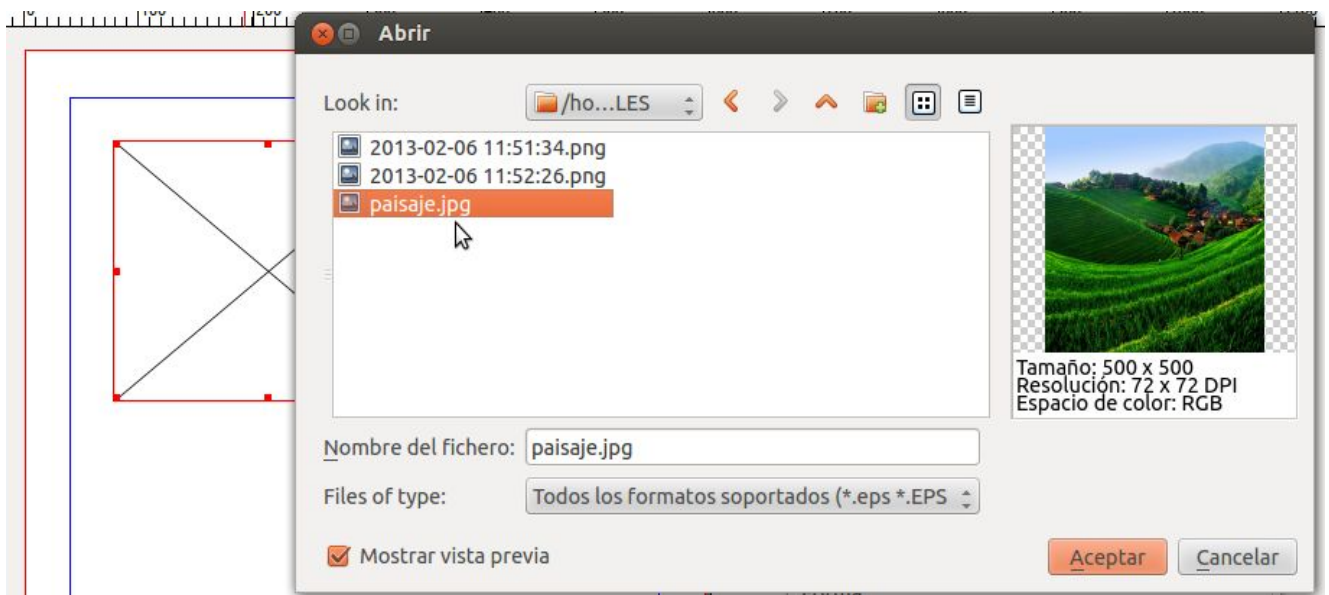 Abrir
Look in: /ho...LES
2013-02-06 11:51:34.png
2013-02-06 11:52:26.png
paisaje.jpg
Tamaño: 500 x 500
Resolución: 72 x 72 DPI
Espacio de color: RGB
Nombre del fichero: paisaje.jpg
Files of type: Todos los formatos soportados (*.eps *.EPS
Mostrar vista previa
Aceptar Cancelar